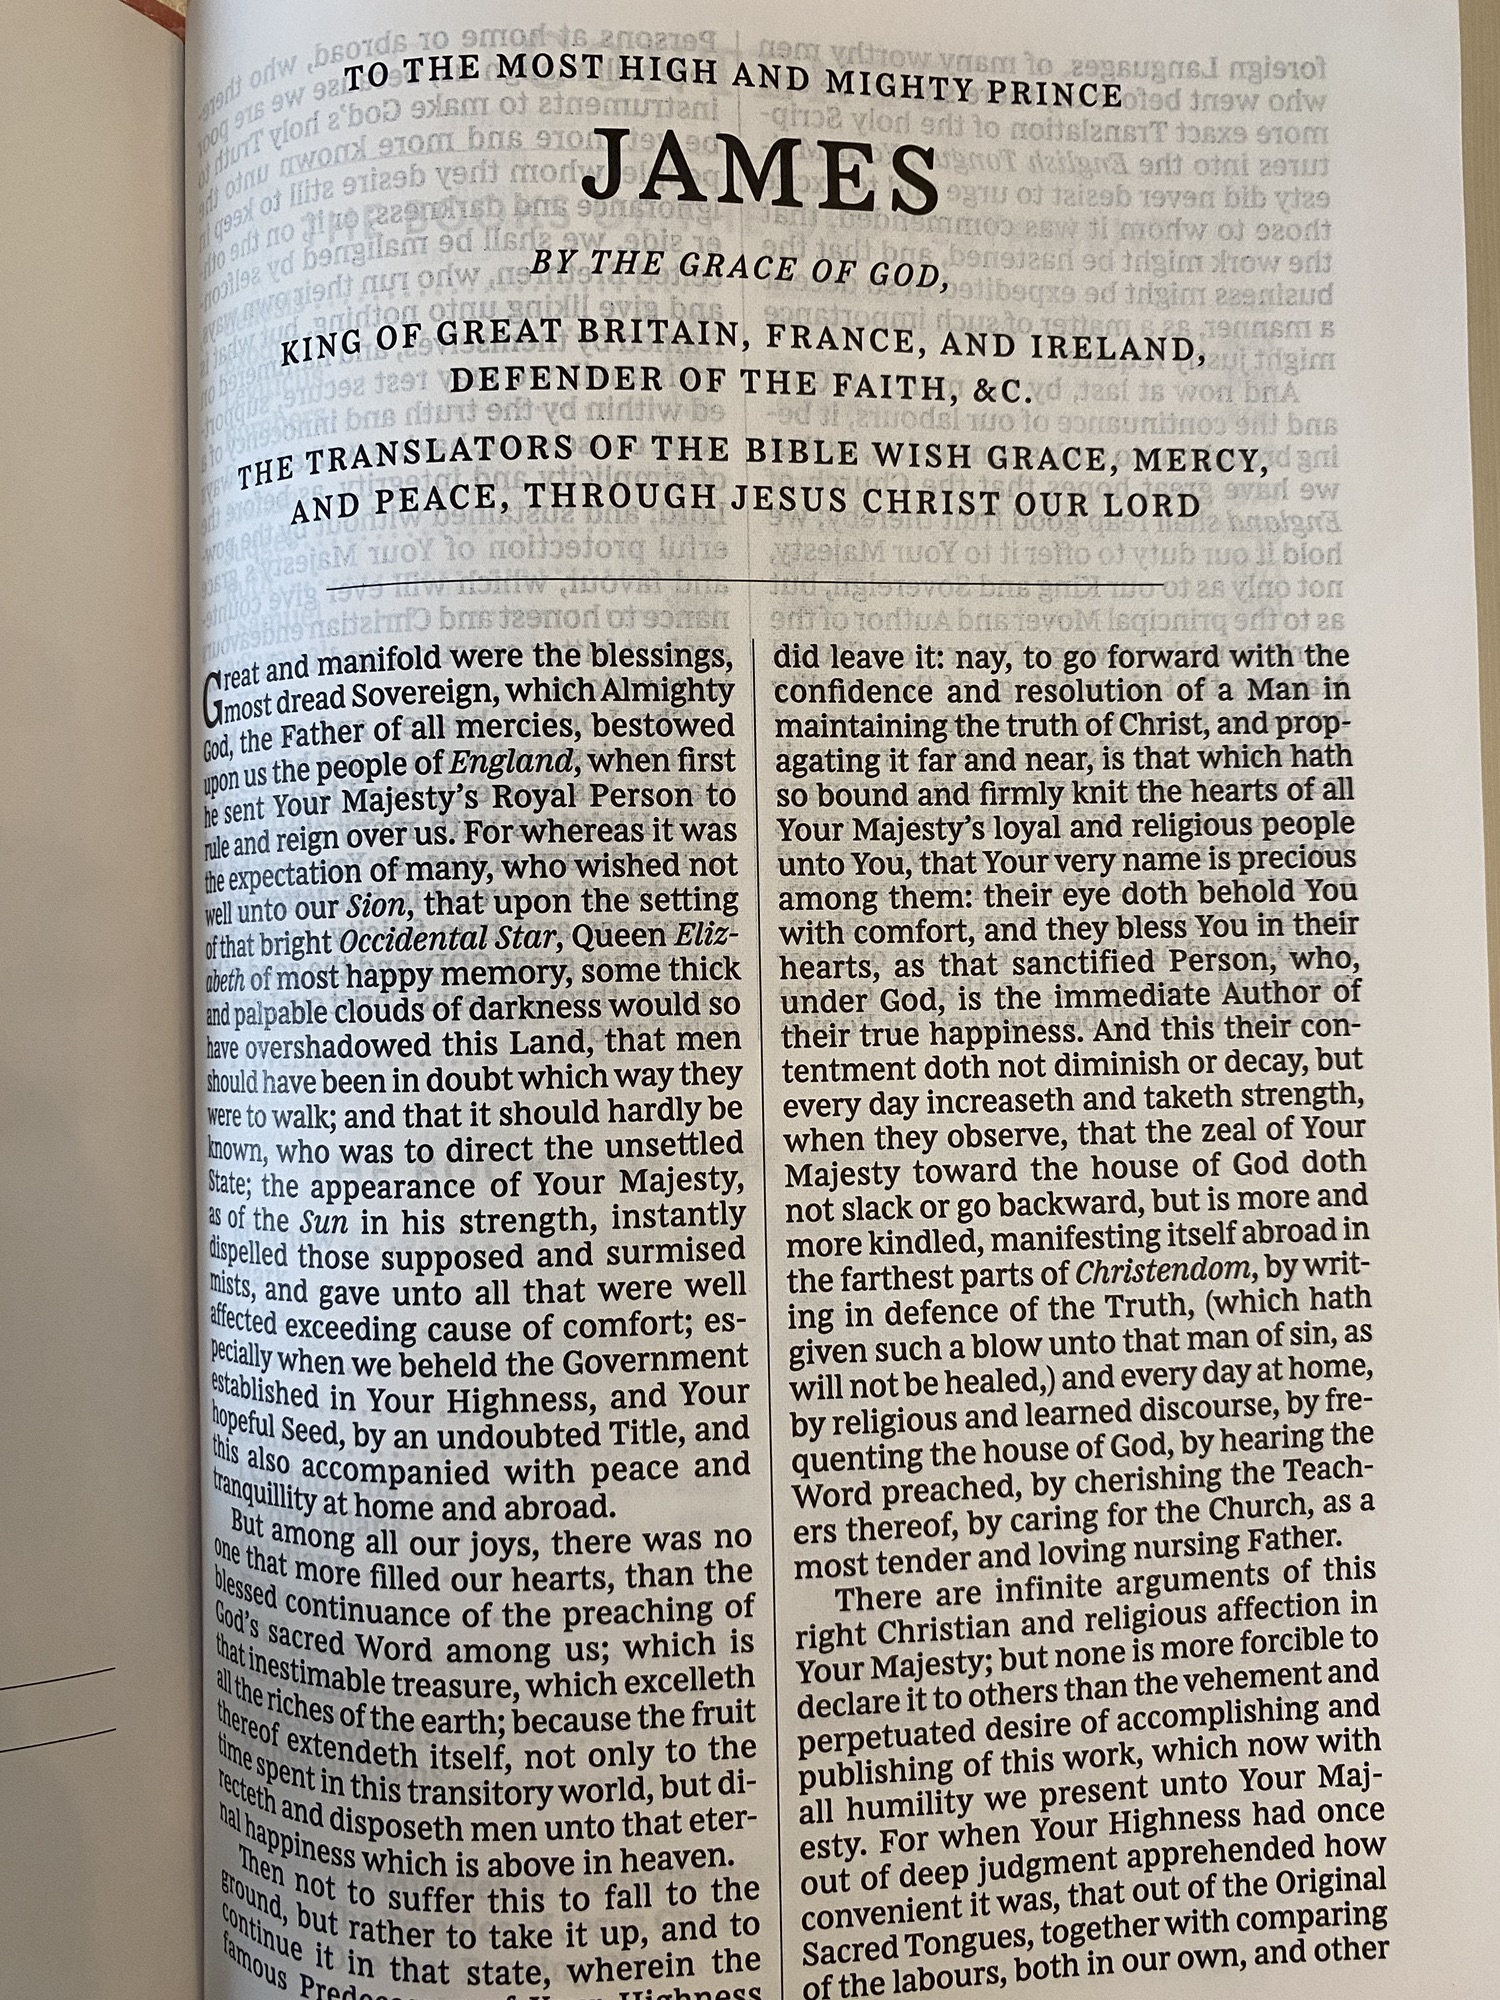 TO THE MOST HIGH AND MIGHTY PRINCE
JAMES
BY THE GRACE OF GOD,
KING OF GREAT BRITAIN, FRANCE, AND IRELAND,
DEFENDER OF THE FAITH, &C.
THE TRANSLATORS OF THE BIBLE WISH GRACE, MERCY,
AND PEACE, THROUGH JESUS CHRIST OUR LORD
Great and manifold were the blessings,
most dread Sovereign, which Almighty
God, the Father of all mercies, bestowed
upon us the people of England, when first
he sent Your Majesty's Royal Person to
rule and reign over us. For whereas it was
the expectation of many, who wished not
well unto our Sion, that upon the setting
of that bright Occidental Star, Queen Eliz-
abeth of most happy memory, some thick
and palpable clouds of darkness would so
have overshadowed this Land, that men
should have been in doubt which way they
were to walk; and that it should hardly be
known, who was to direct the unsettled
State; the appearance of Your Majesty,
as of the Sun in his strength, instantly
dispelled those supposed and surmised
mists, and gave unto all that were well
affected exceeding cause of comfort; es-
pecially when we beheld the Government
established in Your Highness, and Your
hopeful Seed, by an undoubted Title, and
this also accompanied with peace and
tranquillity at home and abroad.
But among all our joys, there was no
one that more filled our hearts, than the
blessed continuance of the preaching of
God's sacred Word among us; which is
that inestimable treasure, which excelleth
all the riches of the earth; because the fruit
thereof extendeth itself, not only to the
time spent in this transitory world, but di-
recteth and disposeth men unto that eter-
nal happiness which is above in heaven.
Then not to suffer this to fall to the
ground, but rather to take it up, and to
continue it in that state, wherein the
famous Highness
did leave it: nay, to go forward with the
confidence and resolution of a Man in
maintaining the truth of Christ, and prop-
agating it far and near, is that which hath
so bound and firmly knit the hearts of all
Your Majesty's loyal and religious people
unto You, that Your very name is precious
among them: their eye doth behold You
with comfort, and they bless You in their
hearts, as that sanctified Person, who,
under God, is the immediate Author of
their true happiness. And this their con-
tentment doth not diminish or decay, but
every day increaseth and taketh strength,
when they observe, that the zeal of Your
Majesty toward the house of God doth
not slack or go backward, but is more and
more kindled, manifesting itself abroad in
the farthest parts of Christendom, by writ-
ing in defence of the Truth, (which hath
given such a blow unto that man of sin, as
will not be healed,) and every day at home,
by religious and learned discourse, by fre-
quenting the house of God, by hearing the
Word preached, by cherishing the Teach-
ers thereof, by caring for the Church, as a
most tender and loving nursing Father.
There are infinite arguments of this
right Christian and religious affection in
Your Majesty; but none is more forcible to
declare it to others than the vehement and
perpetuated desire of accomplishing and
publishing of this work, which now with
all humility we present unto Your Maj-
esty. For when Your Highness had once
out of deep judgment apprehended how
convenient it was, that out of the Original
Sacred Tongues, together with comparing
of the labours, both in our own, and other